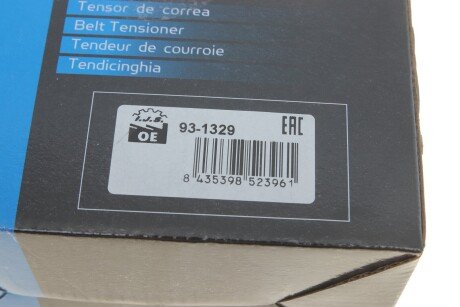 Tensor de correa
Belt Tensioner
Tendeur de courroie
Tendicinghia
I.J.S.
OE
93-1329
EAC
8 435398 523961